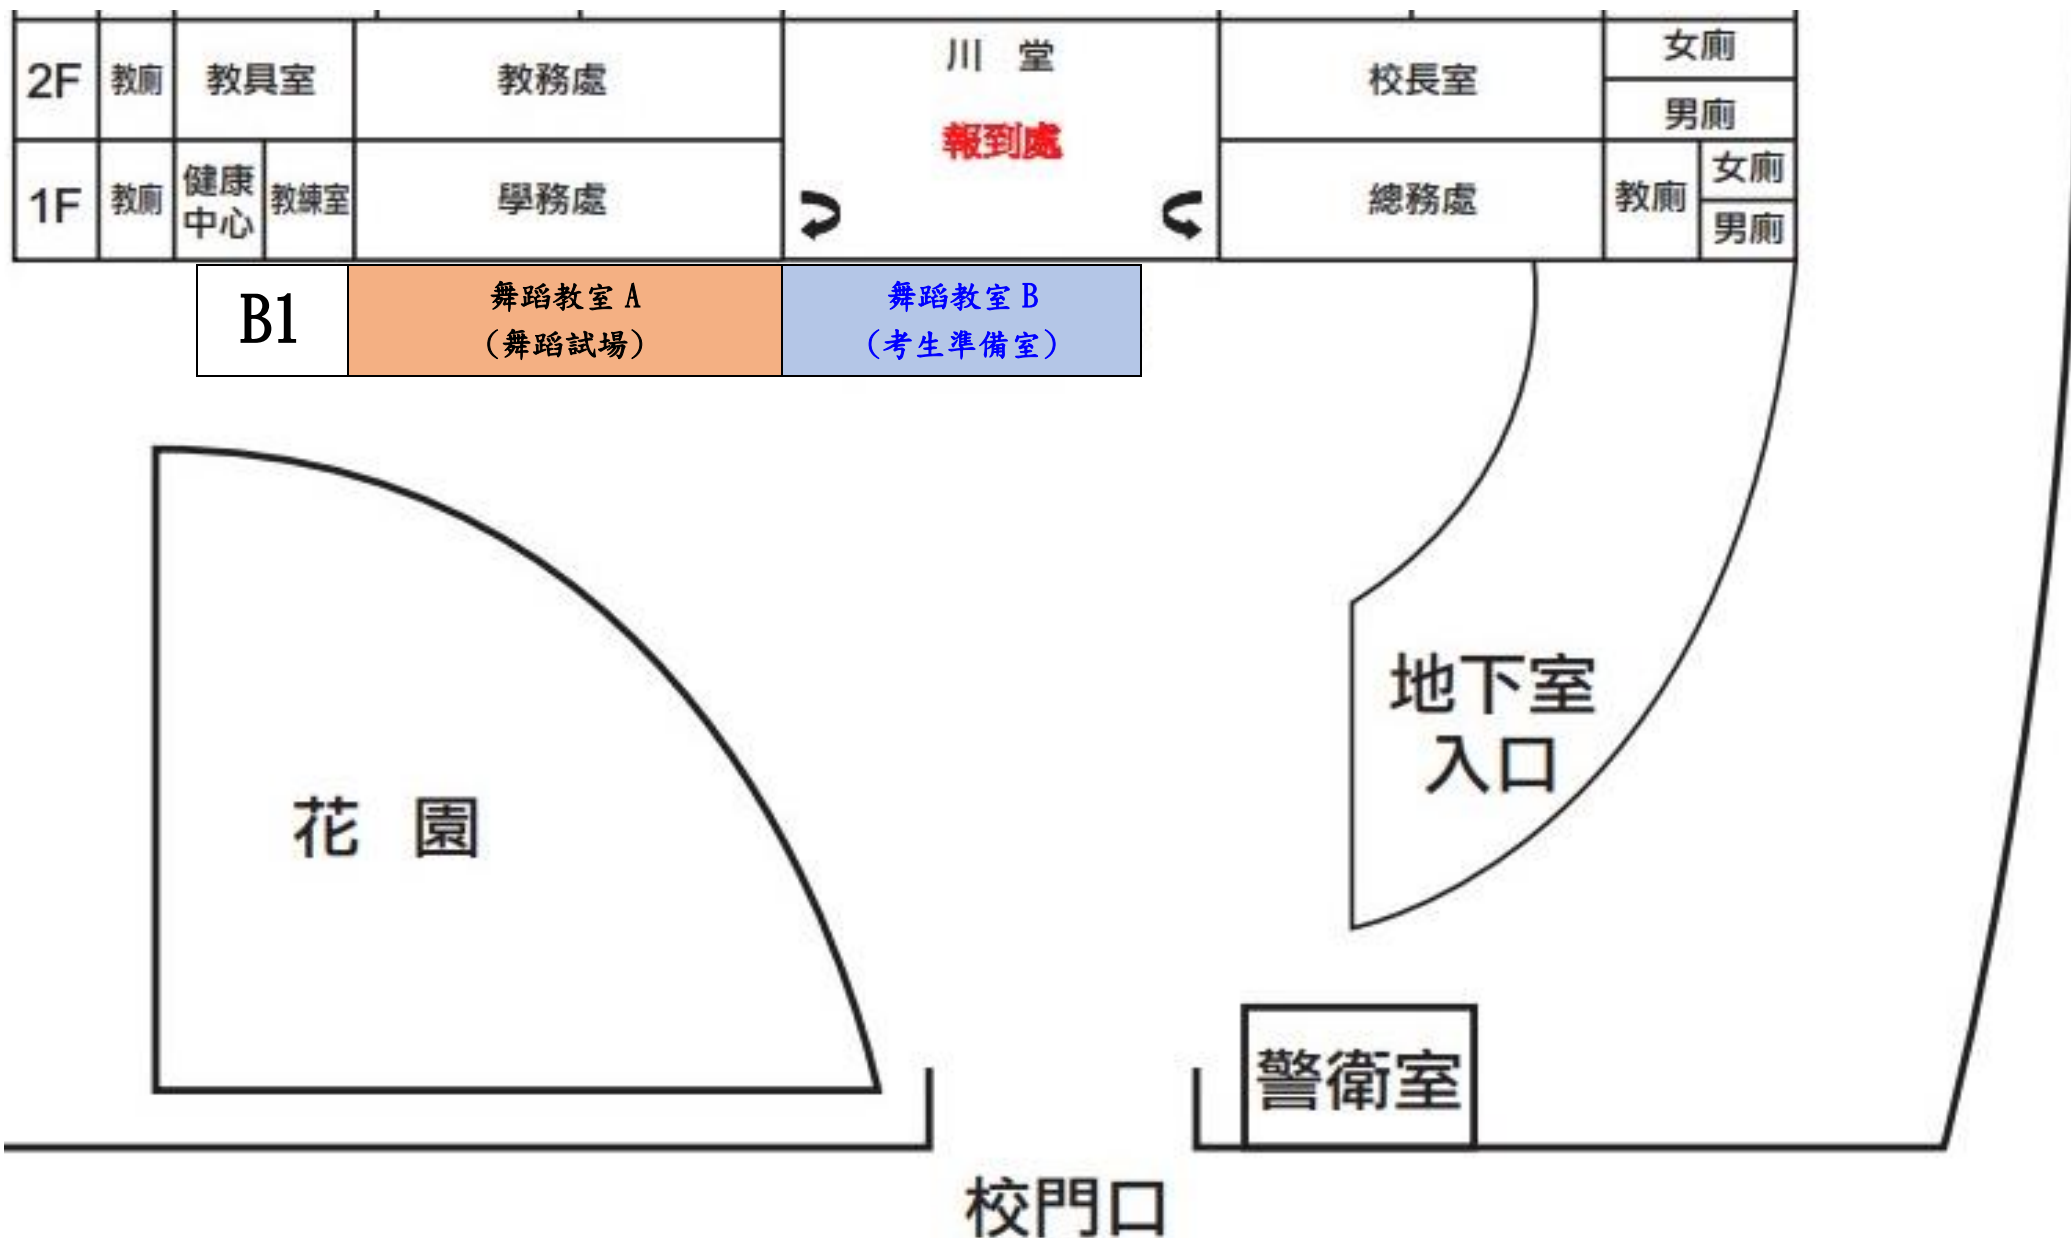 2F
教廁
教具室
教務處
川 堂
報到處
校長室
女廁
男廁
1F
教廁
健康
中心
教練室
學務處
總務處
教廁
女廁
男廁
B1
舞蹈教室 A
(舞蹈試場)
舞蹈教室 B
(考生準備室)
地下室
入口
花 園
警衛室
校門口